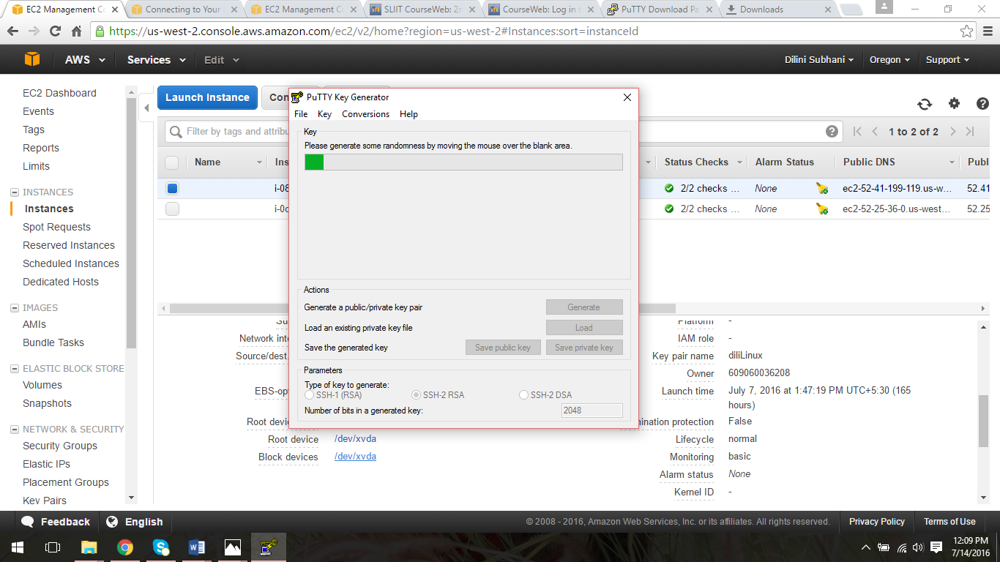 EC2 Management Co
Connecting to Your
EC2 Management Co
SLIIT CourseWeb: 2n
CourseWeb: Log in t
PuTTY Download Pa
Downloads
https://us-west-2.console.aws.amazon.com/ec2/v2/home?region=us-west-2#Instances:sort=instanceId
AWS Services Edit Dilini Subhani Oregon Support
EC2 Dashboard
Events
Tags
Reports
Limits
INSTANCES
Instances
Spot Requests
Reserved Instances
Scheduled Instances
Dedicated Hosts
IMAGES
AMIs
Bundle Tasks
ELASTIC BLOCK STORE
Volumes
Snapshots
NETWORK & SECURITY
Security Groups
Elastic IPs
Placement Groups
Key Pairs
Launch Instance
Con
Filter by tags and attribu
1 to 2 of 2
Name Ins Status Checks Alarm Status Public DNS Publ
i-08 2/2 checks ... None ec2-52-41-199-119.us-w... 52.41
i-0c 2/2 checks ... None ec2-52-25-36-0.us-west... 52.25
PuTTY Key Generator
File Key Conversions Help
Key
Please generate some randomness by moving the mouse over the blank area.
Actions
Generate a public/private key pair Generate
Load an existing private key file Load
Save the generated key Save public key Save private key
Parameters
Type of key to generate:
SSH-1 (RSA) SSH-2 RSA SSH-2 DSA
Number of bits in a generated key: 2048
Network inte
Source/dest.
EBS-opt
Root devi
Root device /dev/xvda
Block devices /dev/xvda
Platform -
IAM role -
Key pair name diliLinux
Owner 609060036208
Launch time July 7, 2016 at 1:47:19 PM UTC+5:30 (165 hours)
mination protection False
Lifecycle normal
Monitoring basic
Alarm status None
Kernel ID -
Feedback English © 2008 - 2016, Amazon Web Services, Inc. or its affiliates. All rights reserved. Privacy Policy Terms of Use
12:09 PM
7/14/2016